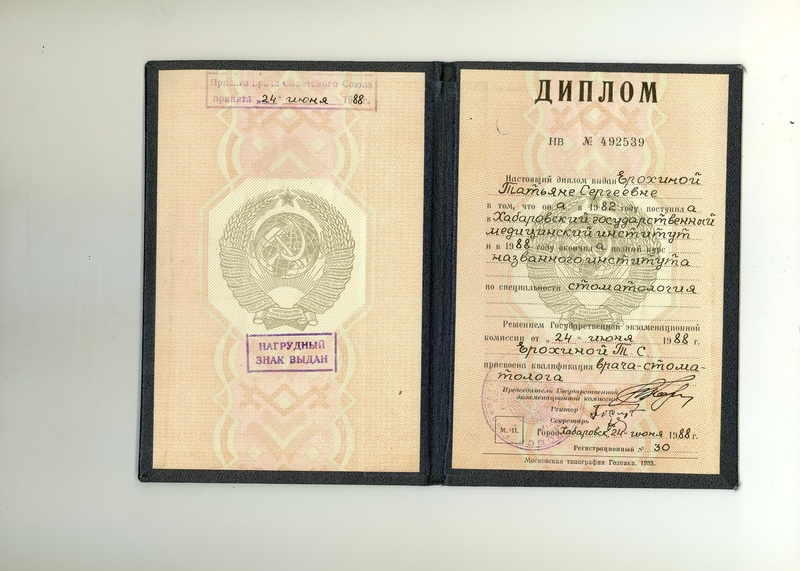 Присяга врача Советского Союза
принята „24“ июня 1988 г.
НАГРУДНЫЙ
ЗНАК ВЫДАН
ДИПЛОМ
НВ № 492539
Настоящий диплом выдан Ерохиной
Татьяне Сергеевне
в том, что она в 1982 году поступила
в Хабаровский государственный
медицинский институт
и в 1988 году окончила полный курс
названного института
по специальности стоматология
Решением Государственной экзаменационной
комиссии от „24“ июня 1988 г.
Ерохиной Т. С.
присвоена квалификация врача-стома-
толога
Председатель Государственной
экзаменационной комиссии
Ректор
Секретарь
М. П.
Город Хабаровск, 24 июня 1988 г.
Регистрационный № 30
Московская типография Гознака. 1985.